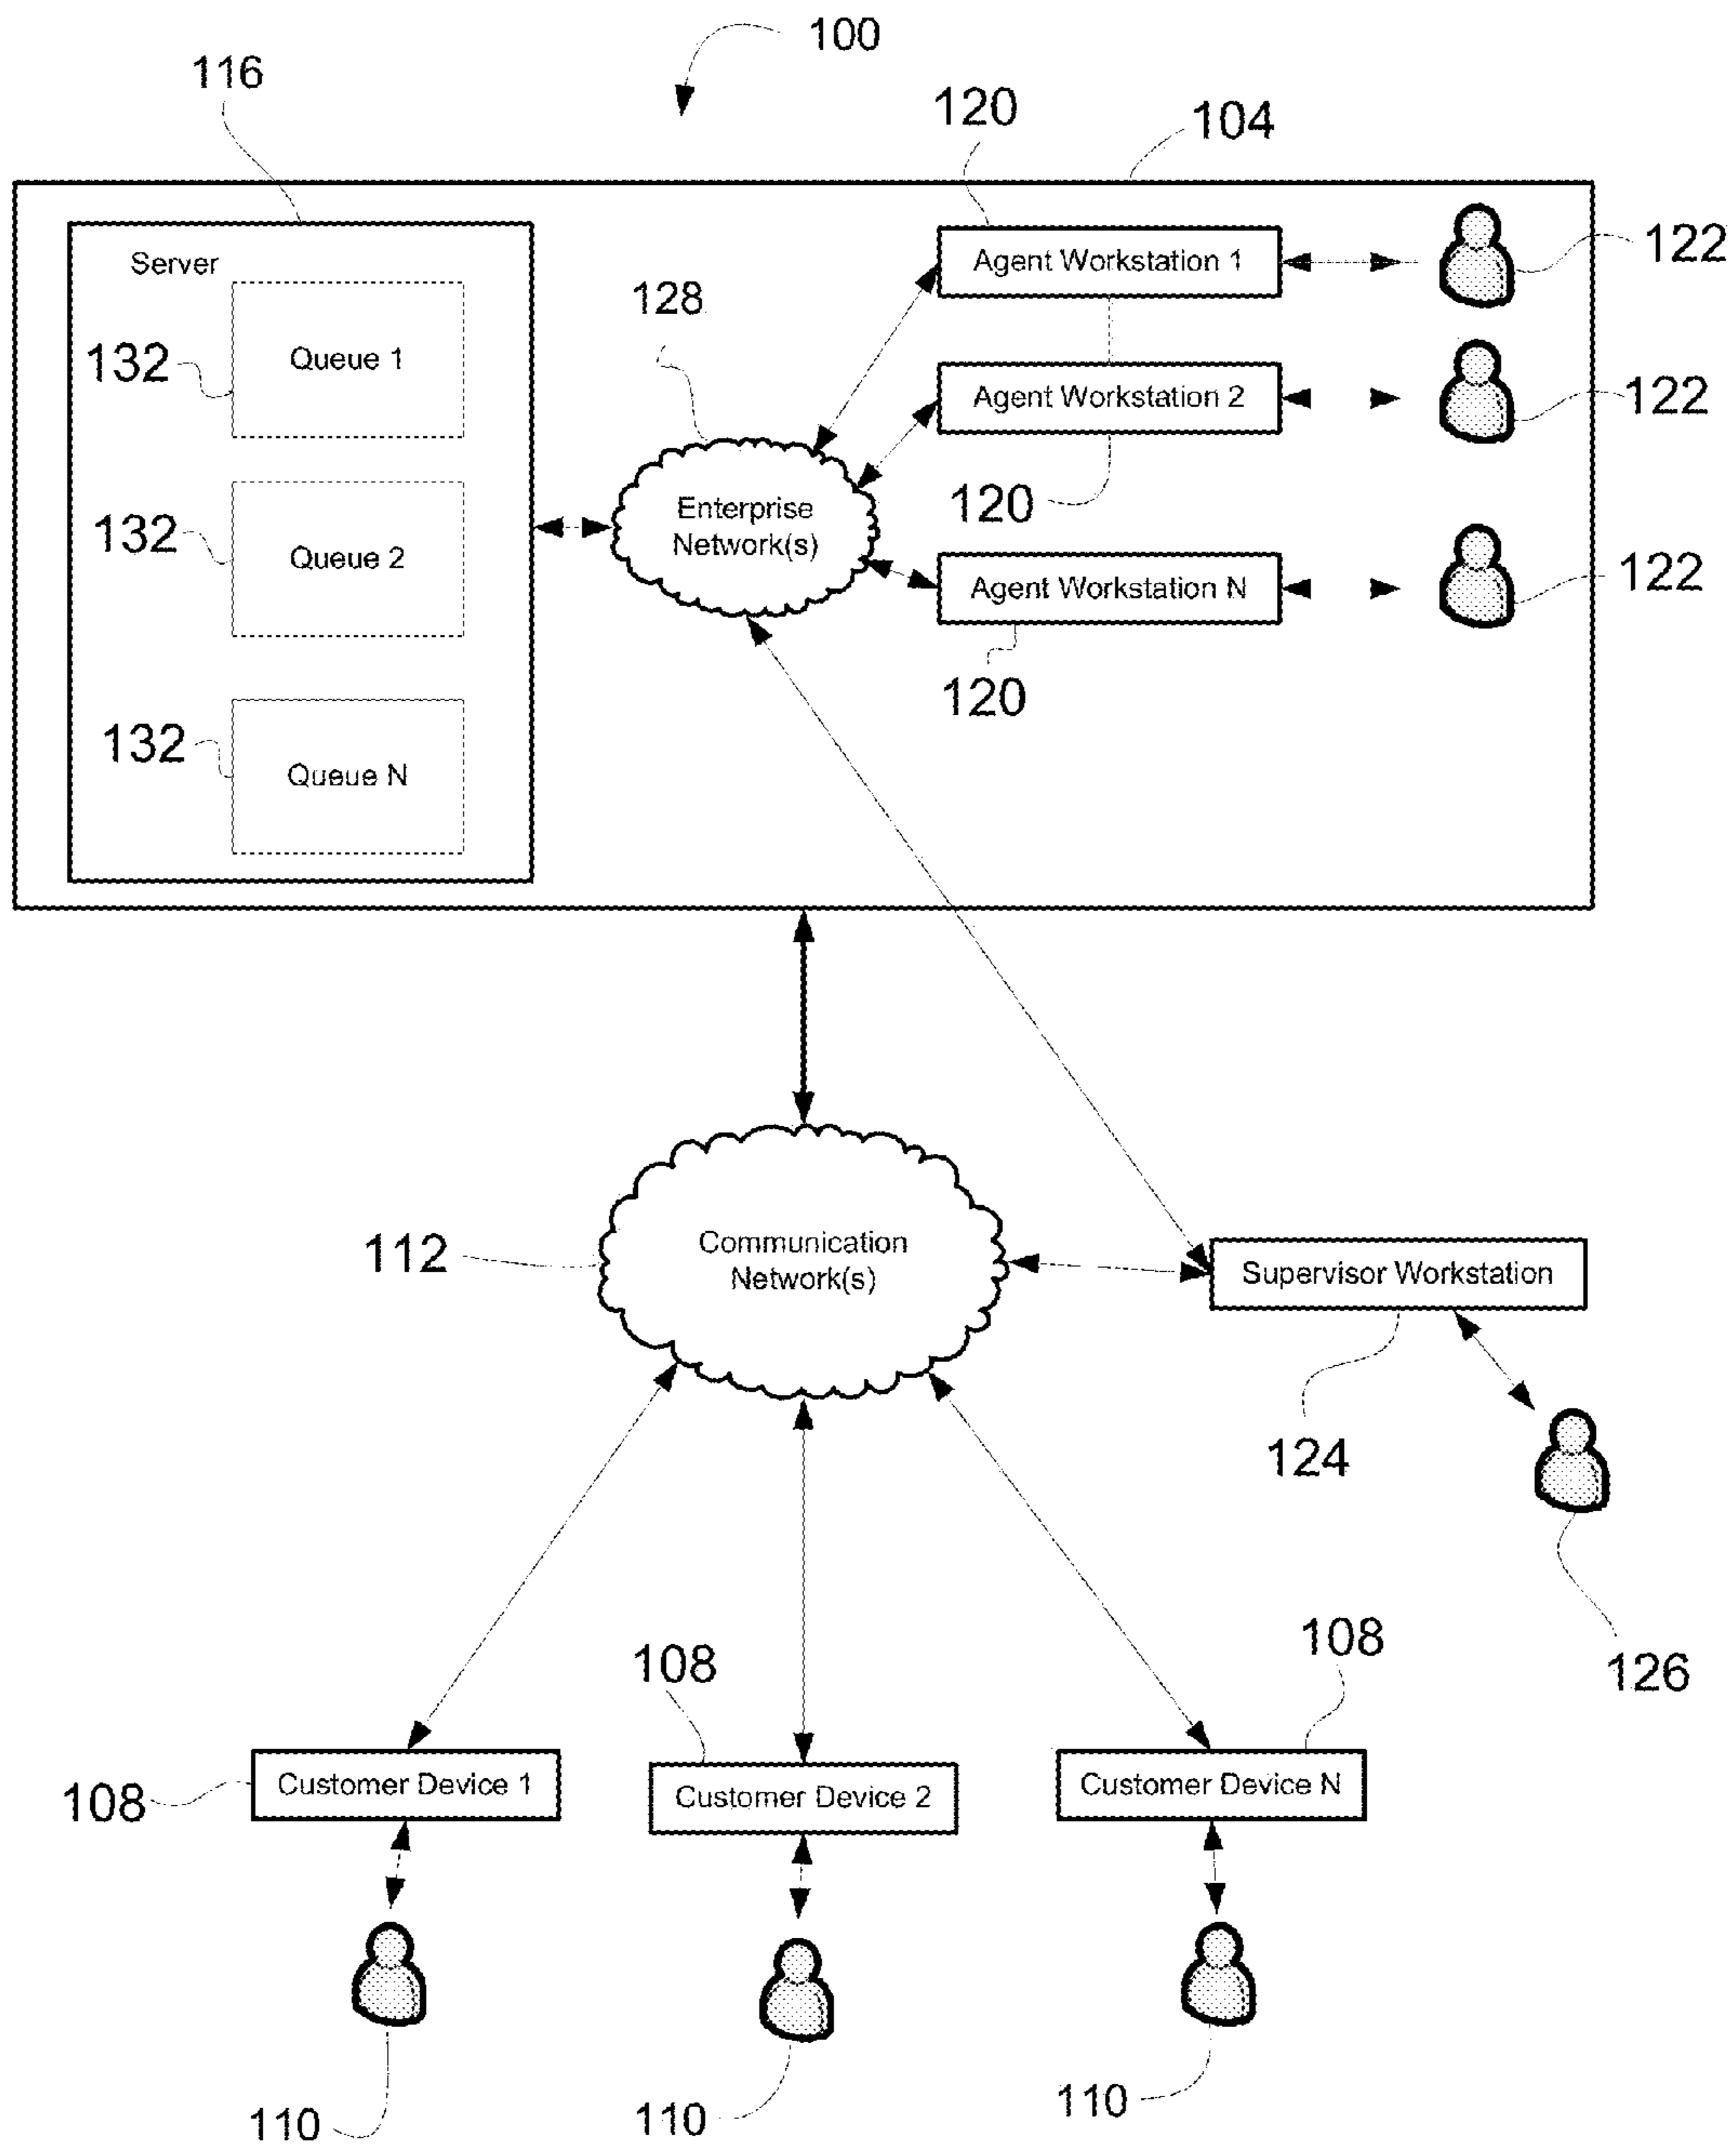 100
116
120
104
Server
Agent Workstation 1
122
128
132
Queue 1
Agent Workstation 2
122
120
Enterprise
Network(s)
132
Queue 2
Agent Workstation N
122
120
132
Queue N
112
Communication
Network(s)
Supervisor Workstation
124
126
108
108
108
Customer Device 1
Customer Device 2
Customer Device N
110
110
110